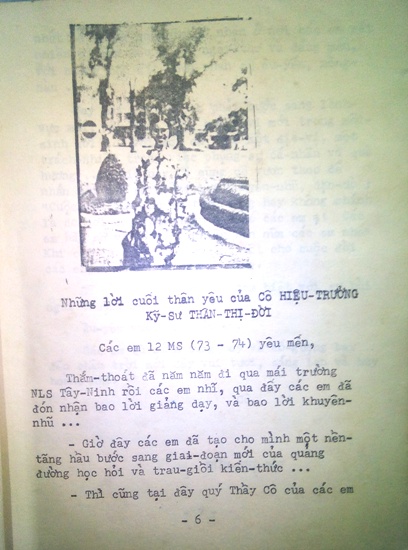 Những lời cuối thân yêu của Cô HIỆU-TRƯỞNG
Kỹ-Sư THÂN-THỊ-ĐỜI
Các em 12 MS (73 - 74) yêu mến,
Thấm-thoát đã năm năm đi qua mái trường
NLS Tây-Ninh rồi các em nhỉ, qua đây các em đã
đón nhận bao lời giảng dạy, và bao lời khuyên-
nhũ ...
- Giờ đây các em đã tạo cho mình một nền-
tãng hầu bước sang giai-đoạn mới của quang
đường học hỏi và trau-giồi kiến-thức ...
- Thì cũng tại đây quý Thầy Cô của các em
- 6 -